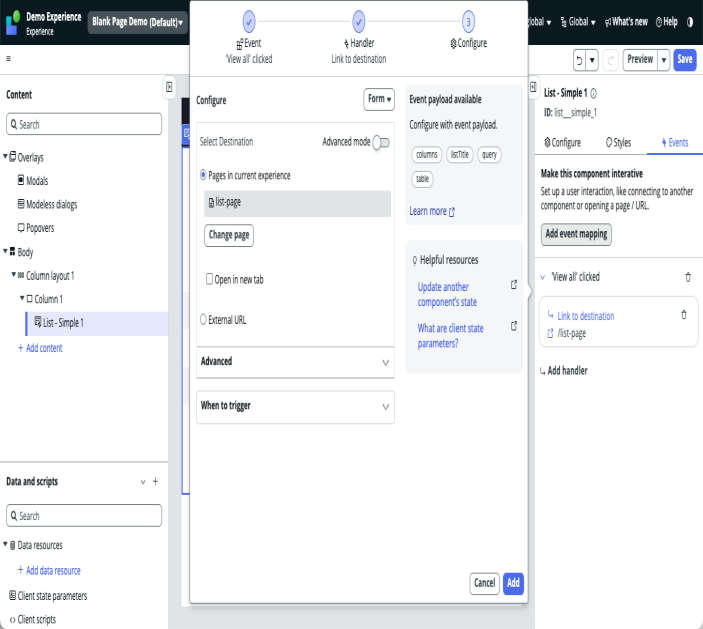 Demo Experience
Experience
Blank Page Demo (Default)
Global
What's new
Help
Preview
Save
Content
Search
Overlays
Modals
Modeless dialogs
Popovers
Body
Column layout 1
Column 1
List - Simple 1
+ Add content
Data and scripts
Search
Data resources
+ Add data resource
Client state parameters
Client scripts
Event
'View all' clicked
Handler
Link to destination
3
Configure
Configure
Form
Select Destination
Advanced mode
Pages in current experience
list-page
Change page
Open in new tab
External URL
Advanced
When to trigger
Event payload available
Configure with event payload.
columns
listTitle
query
table
Learn more
Helpful resources
Update another
component's state
What are client state
parameters?
Cancel
Add
List - Simple 1
ID: list__simple_1
Configure
Styles
Events
Make this component interative
Set up a user interaction, like connecting to another
component or opening a page / URL.
Add event mapping
'View all' clicked
Link to destination
/list-page
Add handler